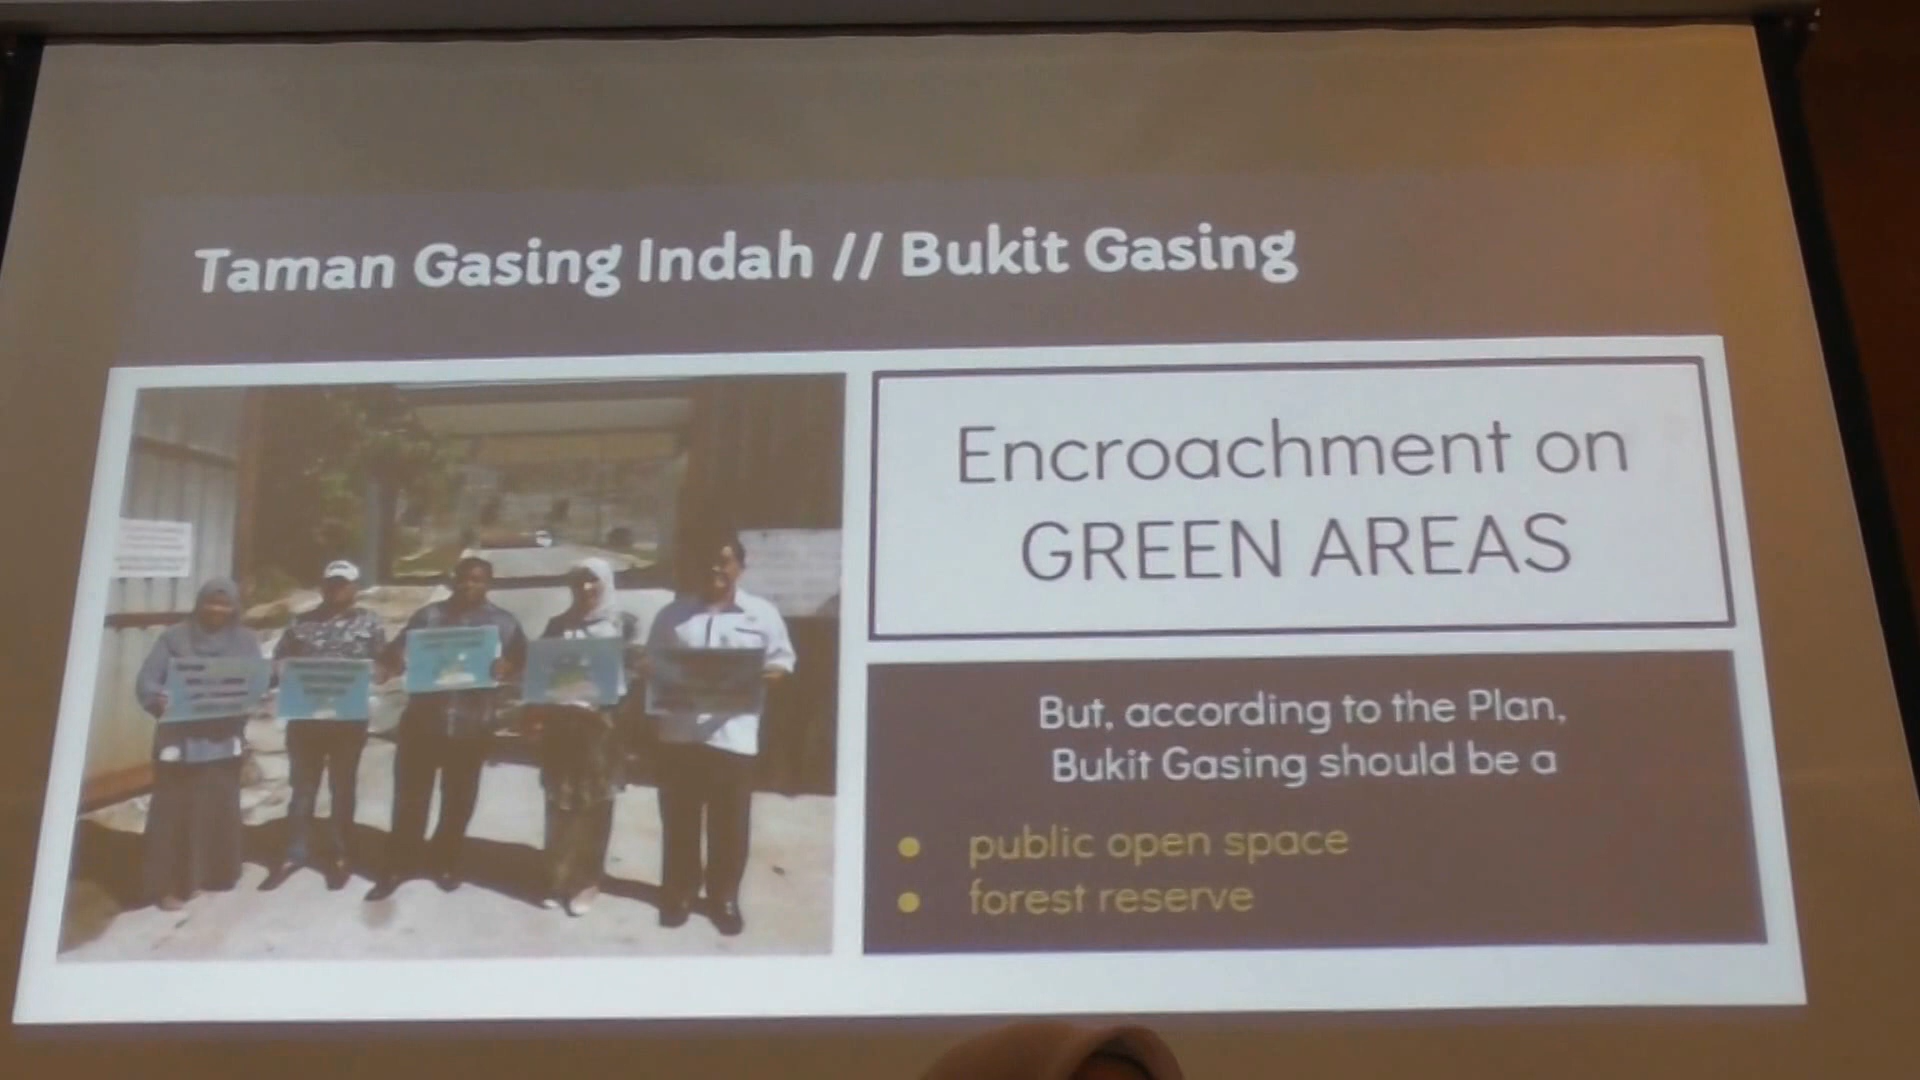 Taman Gasing Indah // Bukit Gasing
Encroachment on
GREEN AREAS
But, according to the Plan,
Bukit Gasing should be a
● public open space
● forest reserve